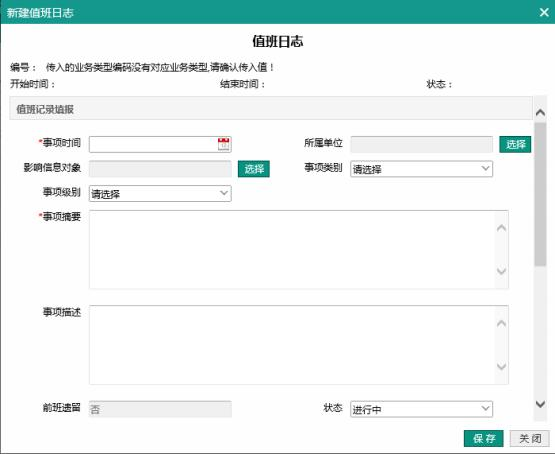 新建值班日志
值班日志
编号： 传入的业务类型编码没有对应业务类型,请确认传入值！
开始时间： 结束时间： 状态：
值班记录填报
*事项时间 所属单位 选择
影响信息对象 选择 事项类别 请选择
事项级别 请选择
*事项摘要
事项描述
前班遗留 否 状态 进行中
保存 关闭